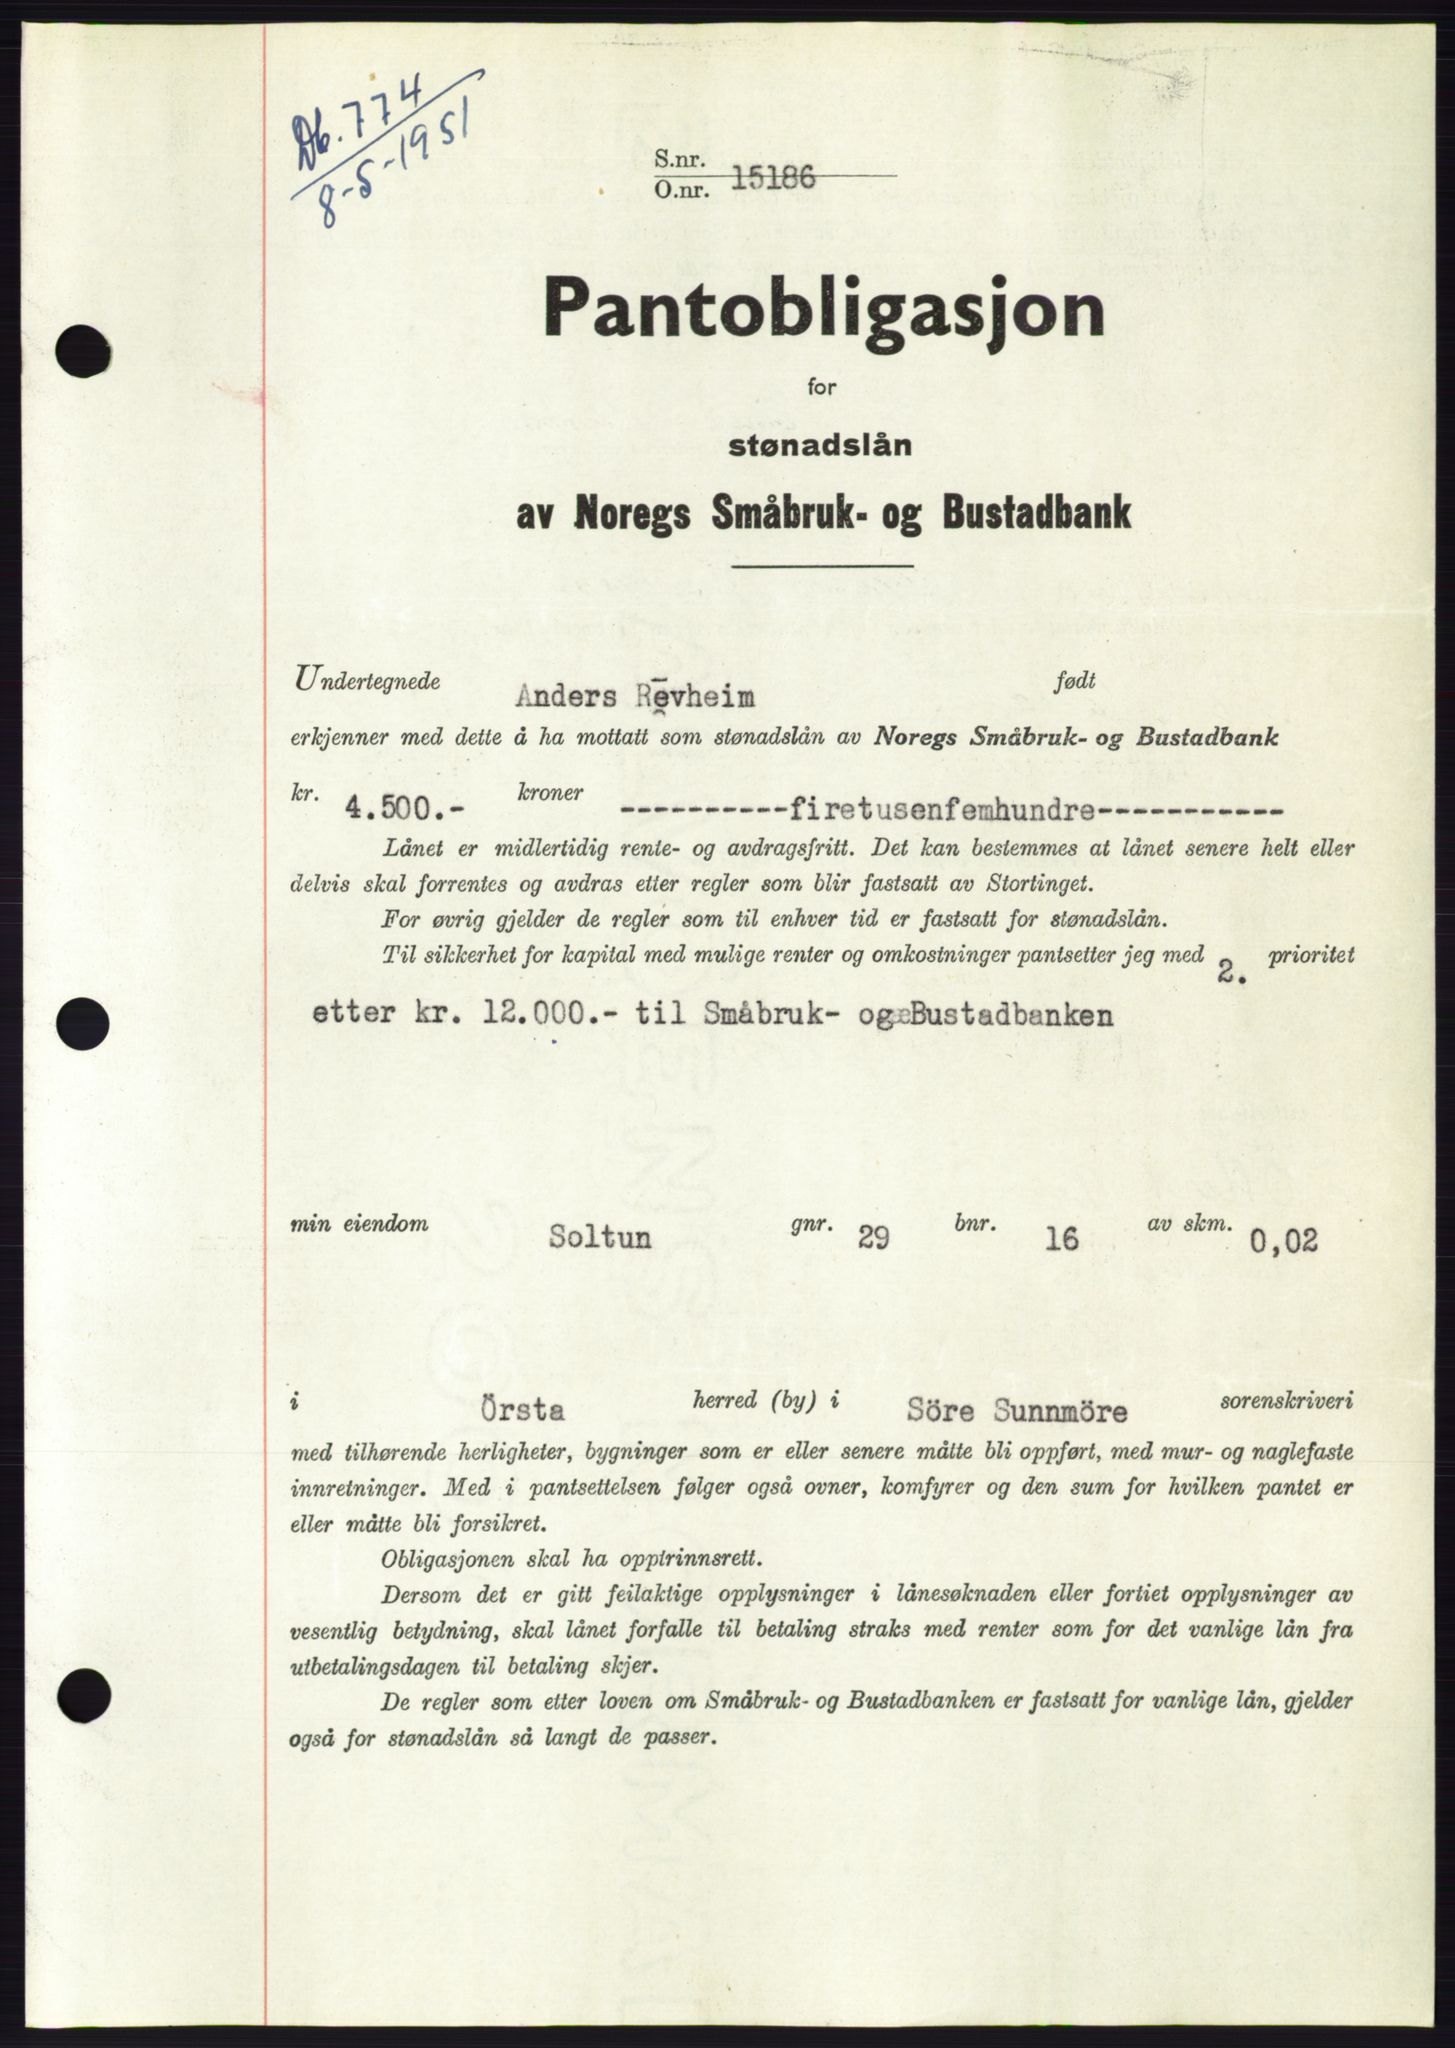 Db. 774
8-5-1951
S.nr.
O.nr. 15186
Pantobligasjon
for
stønadslån
av Noregs Småbruk- og Bustadbank
Undertegnede Anders Revheim født
erkjenner med dette å ha mottatt som stønadslån av Noregs Småbruk- og Bustadbank
kr. 4.500.- kroner ----------firetusenfemhundre-----------
Lånet er midlertidig rente- og avdragsfritt. Det kan bestemmes at lånet senere helt eller
delvis skal forrentes og avdras etter regler som blir fastsatt av Stortinget.
For øvrig gjelder de regler som til enhver tid er fastsatt for stønadslån.
Til sikkerhet for kapital med mulige renter og omkostninger pantsetter jeg med 2. prioritet
etter kr. 12.000.- til Småbruk- og Bustadbanken
min eiendom Soltun gnr. 29 bnr. 16 av skm. 0,02
i Örsta herred (by) i Söre Sunnmöre sorenskriveri
med tilhørende herligheter, bygninger som er eller senere måtte bli oppført, med mur- og naglefaste
innretninger. Med i pantsettelsen følger også ovner, komfyrer og den sum for hvilken pantet er
eller måtte bli forsikret.
Obligasjonen skal ha opptrinnsrett.
Dersom det er gitt feilaktige opplysninger i lånesøknaden eller fortiet opplysninger av
vesentlig betydning, skal lånet forfalle til betaling straks med renter som for det vanlige lån fra
utbetalingsdagen til betaling skjer.
De regler som etter loven om Småbruk- og Bustadbanken er fastsatt for vanlige lån, gjelder
også for stønadslån så langt de passer.